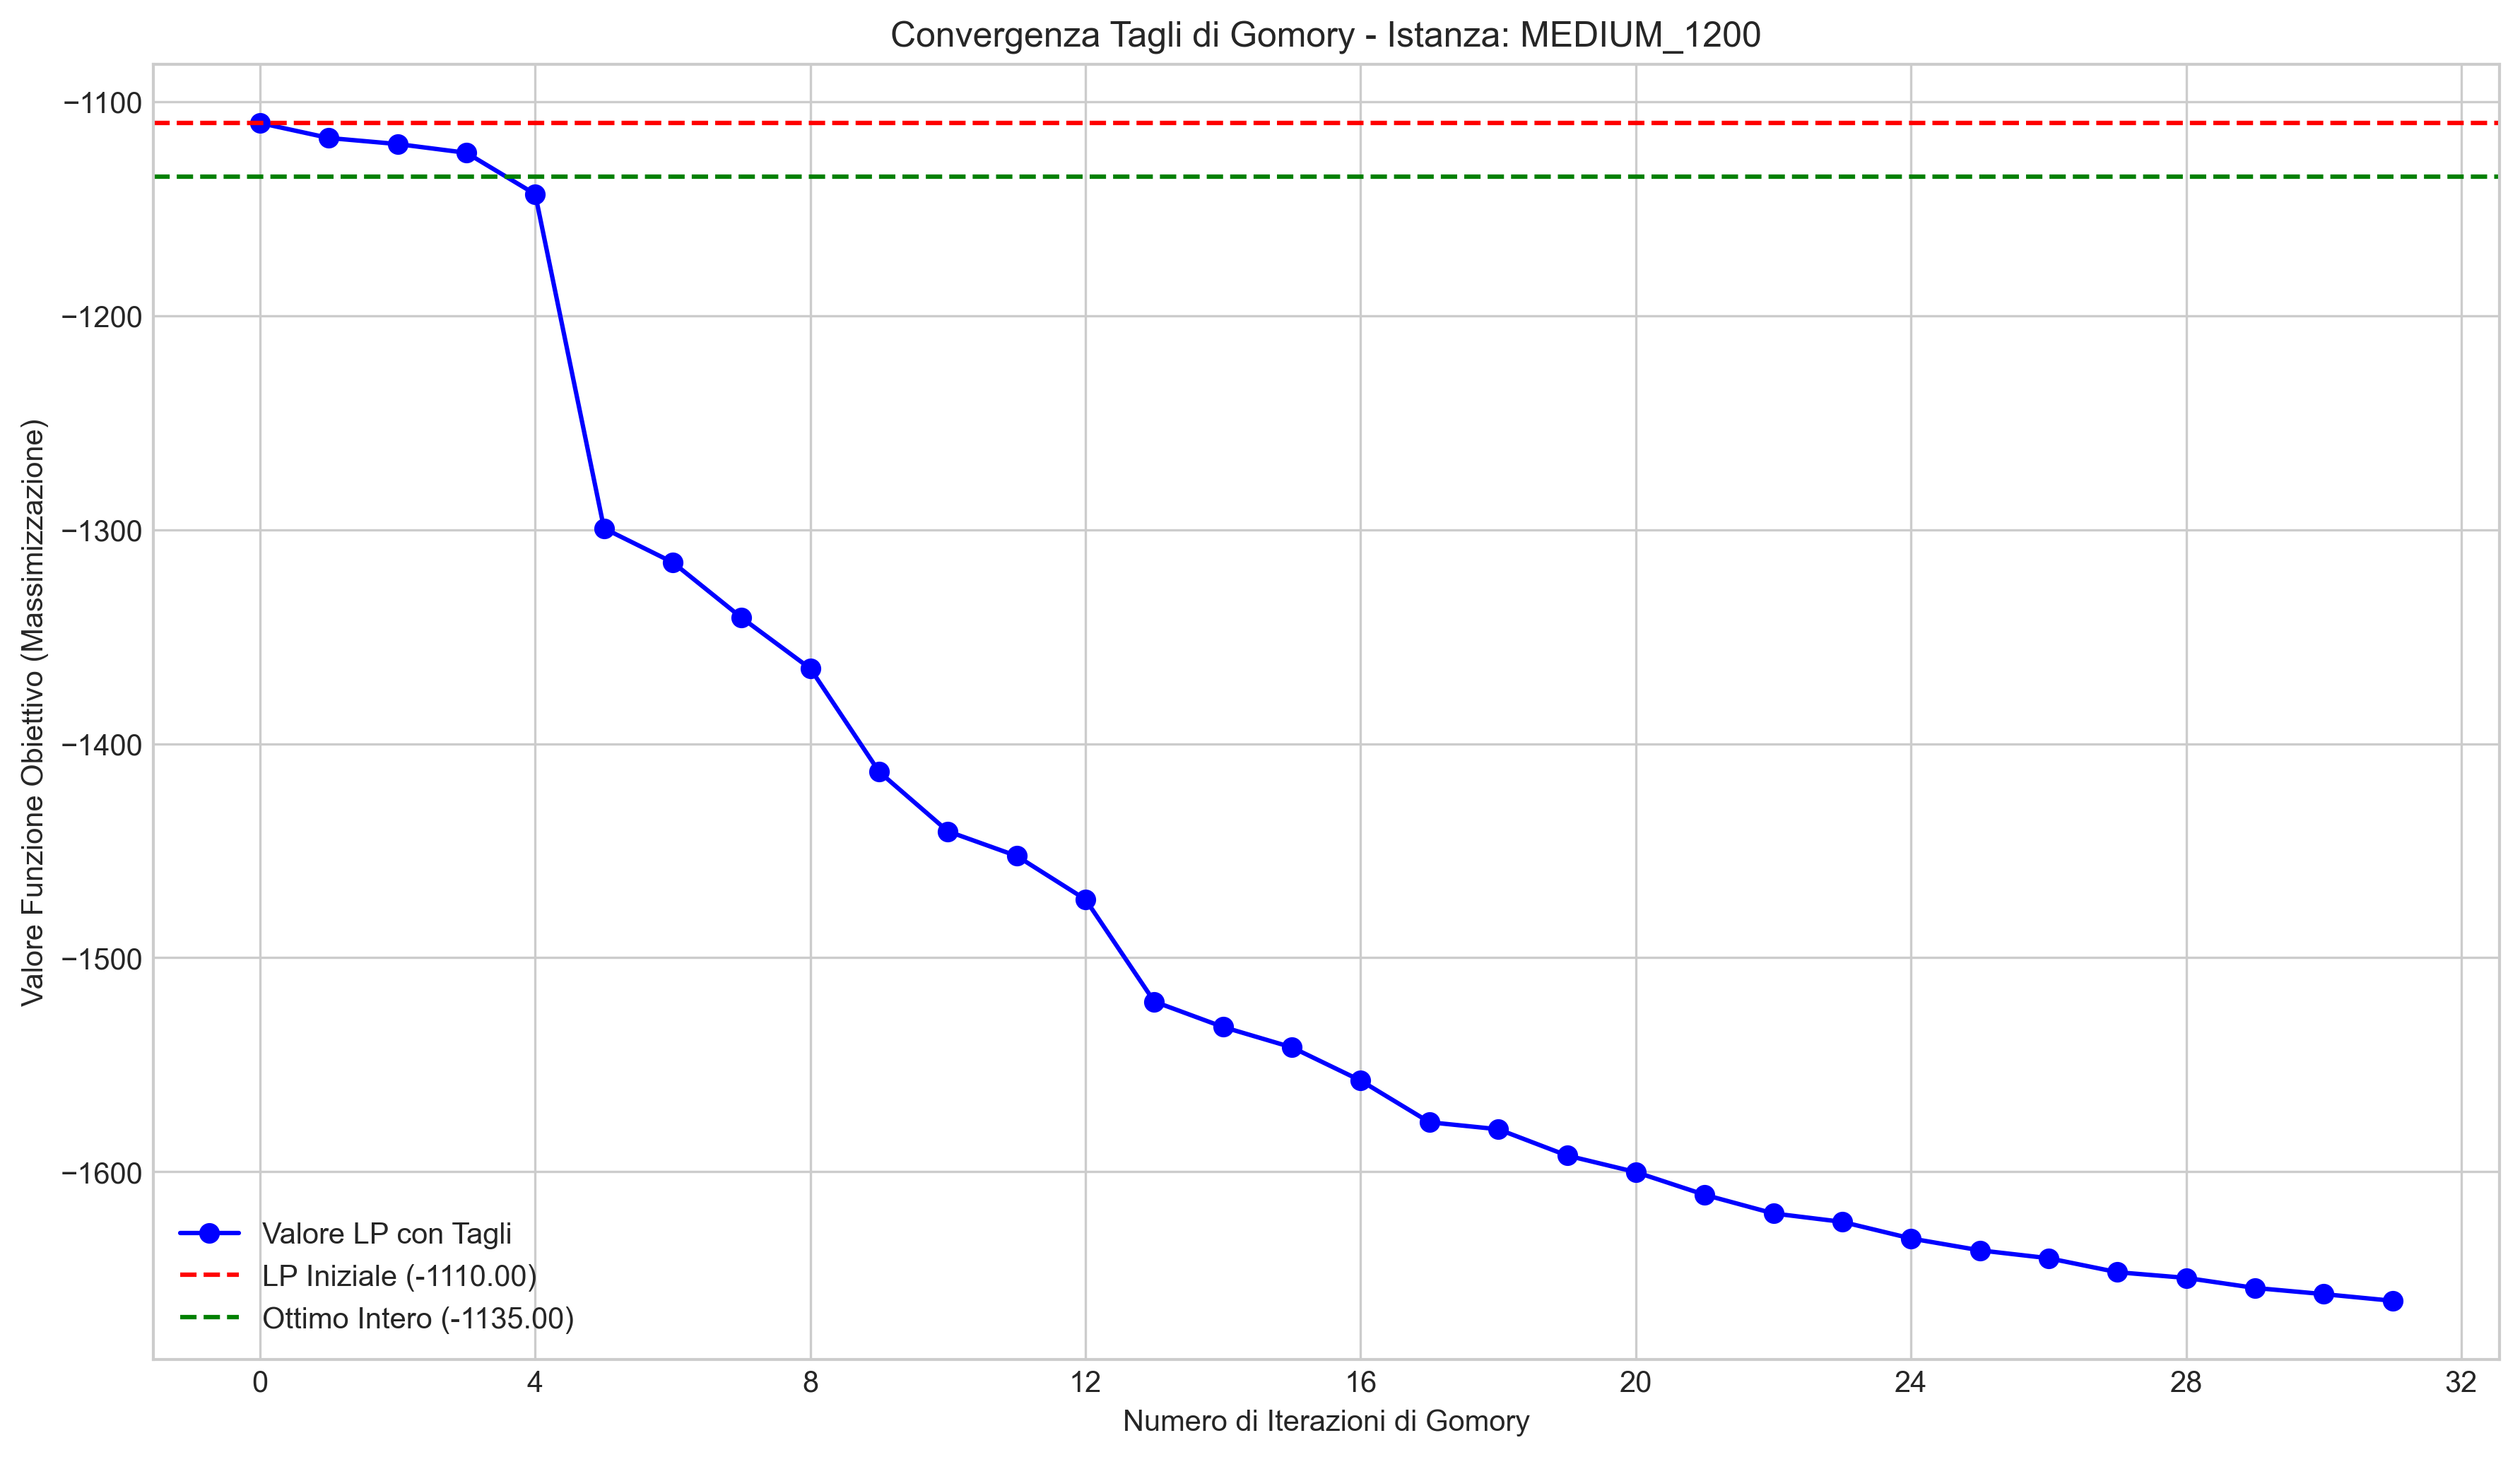 Convergenza Tagli di Gomory - Istanza: MEDIUM_1200
Valore Funzione Obiettivo (Massimizzazione)
−1100
−1200
−1300
−1400
−1500
−1600
Valore LP con Tagli
LP Iniziale (-1110.00)
Ottimo Intero (-1135.00)
0 4 8 12 16 20 24 28 32
Numero di Iterazioni di Gomory